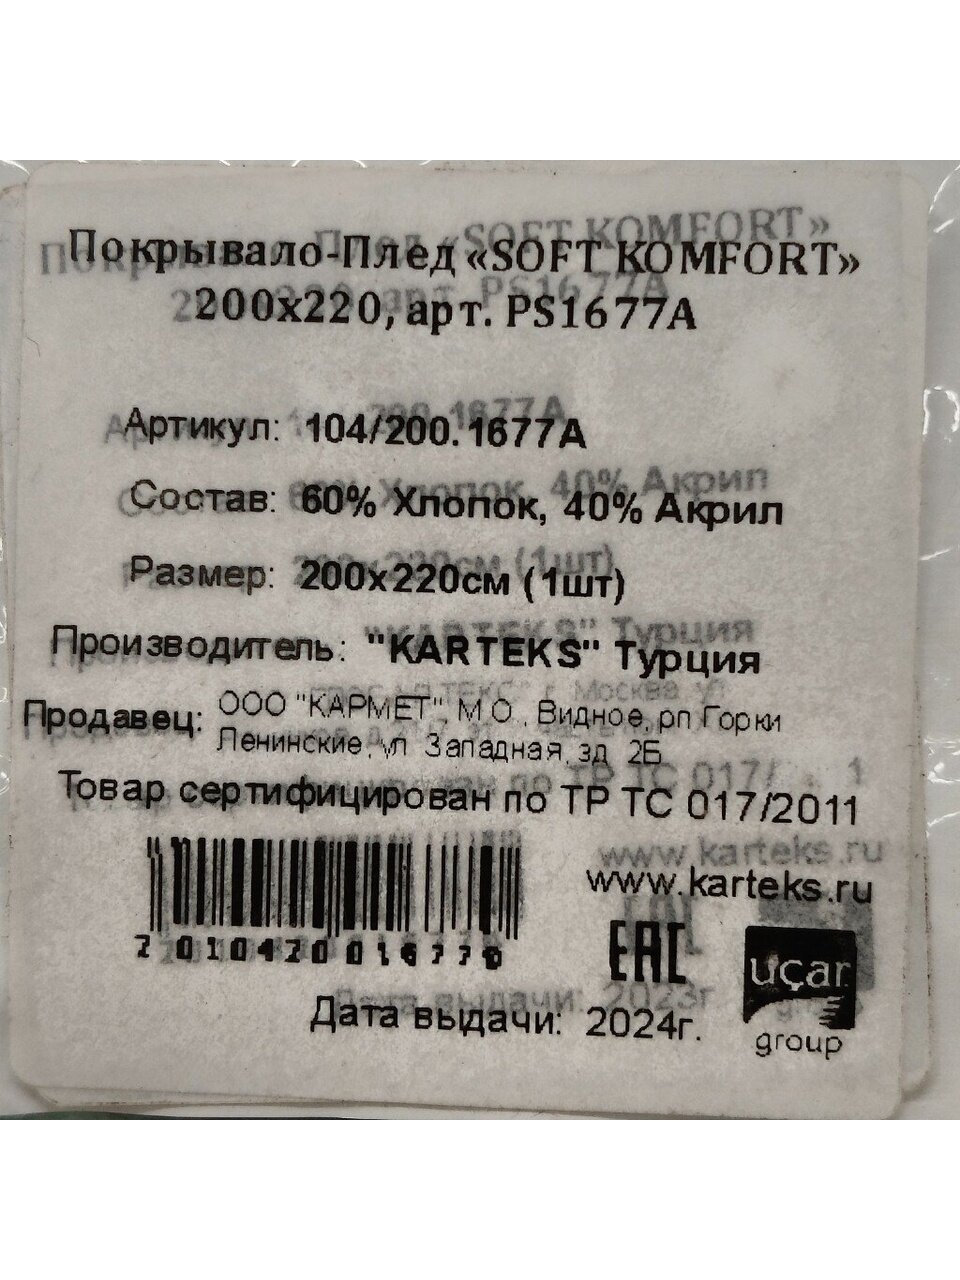 Покрывало-Плед «SOFT KOMFORT»
200x220, арт. PS1677A
Артикул: 104/200.1677A
Состав: 60% Хлопок, 40% Акрил
Размер: 200x220см (1шт)
Производитель: "KARTEKS" Турция
Продавец: ООО "КАРМЕТ", М.О., Видное, рп Горки
Ленинские, ул Западная, зд 2Б
Товар сертифицирован по ТР ТС 017/2011
www.karteks.ru
EAC
uçar
group
Дата выдачи: 2024г.